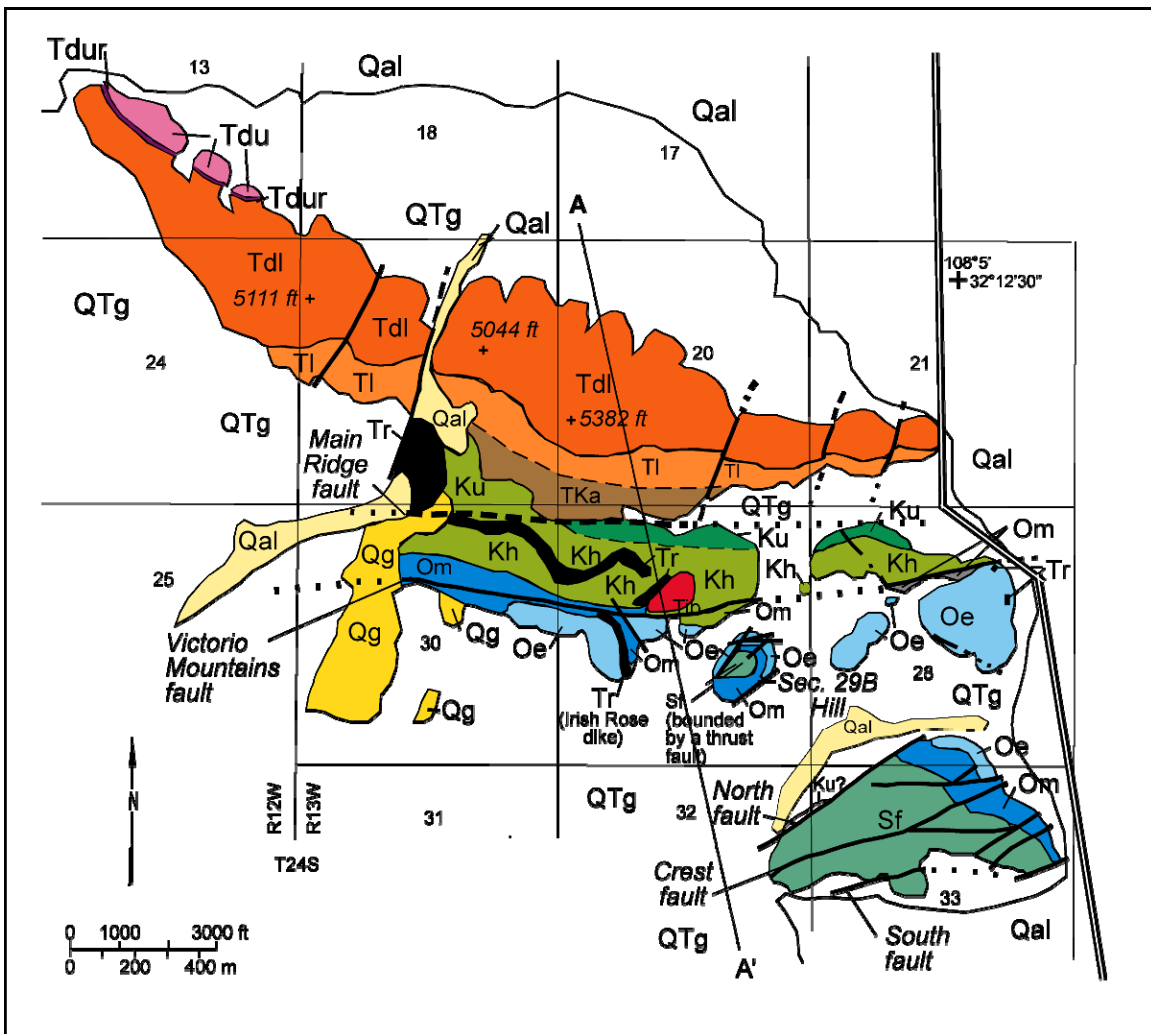 Tdur
13
Qal
Tdu
18
Qal
17
Tdur
A
QTg
Qal
108°5'
32°12'30"
Tdl
5111 ft +
QTg
Tdl
5044 ft
+
24
20
21
Tl
Tl
Tdl
+5382 ft
QTg
Tr
Qal
Main
Ridge
fault
Tl
Tl
Qal
Ku
TKa
QTg
Ku
Om
Qal
Ku
Kh
Kh
Tr
Kh
Kh
Kh
Kh
Tr
25
Om
Om
Oe
Qg
Victorio
Mountains
fault
30
Qg
Oe
Om
Oe
Oe
Oe
28
Sec. 29B
Hill
QTg
Qg
Tr
(Irish Rose
dike)
Sf
(bounded
by a thrust
fault)
Om
Qal
Oe
N
R12W
R13W
31
QTg
32
North
fault
Ku?
Om
Sf
T24S
Crest
fault
33
0 1000 3000 ft
0 200 400 m
QTg
A'
South
fault
Qal